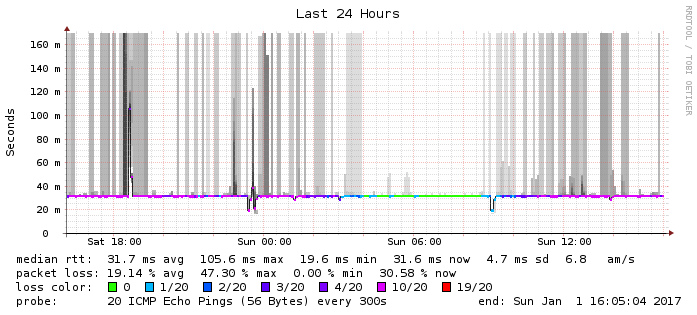 Last 24 Hours
RRDTOOL / TOBI OETIKER
Seconds
160 m
140 m
120 m
100 m
80 m
60 m
40 m
20 m
0
Sat 18:00 Sun 00:00 Sun 06:00 Sun 12:00
median rtt: 31.7 ms avg 105.6 ms max 19.6 ms min 31.6 ms now 4.7 ms sd 6.8 am/s
packet loss: 19.14 % avg 47.30 % max 0.00 % min 30.58 % now
loss color: 0 1/20 2/20 3/20 4/20 10/20 19/20
probe: 20 ICMP Echo Pings (56 Bytes) every 300s end: Sun Jan 1 16:05:04 2017